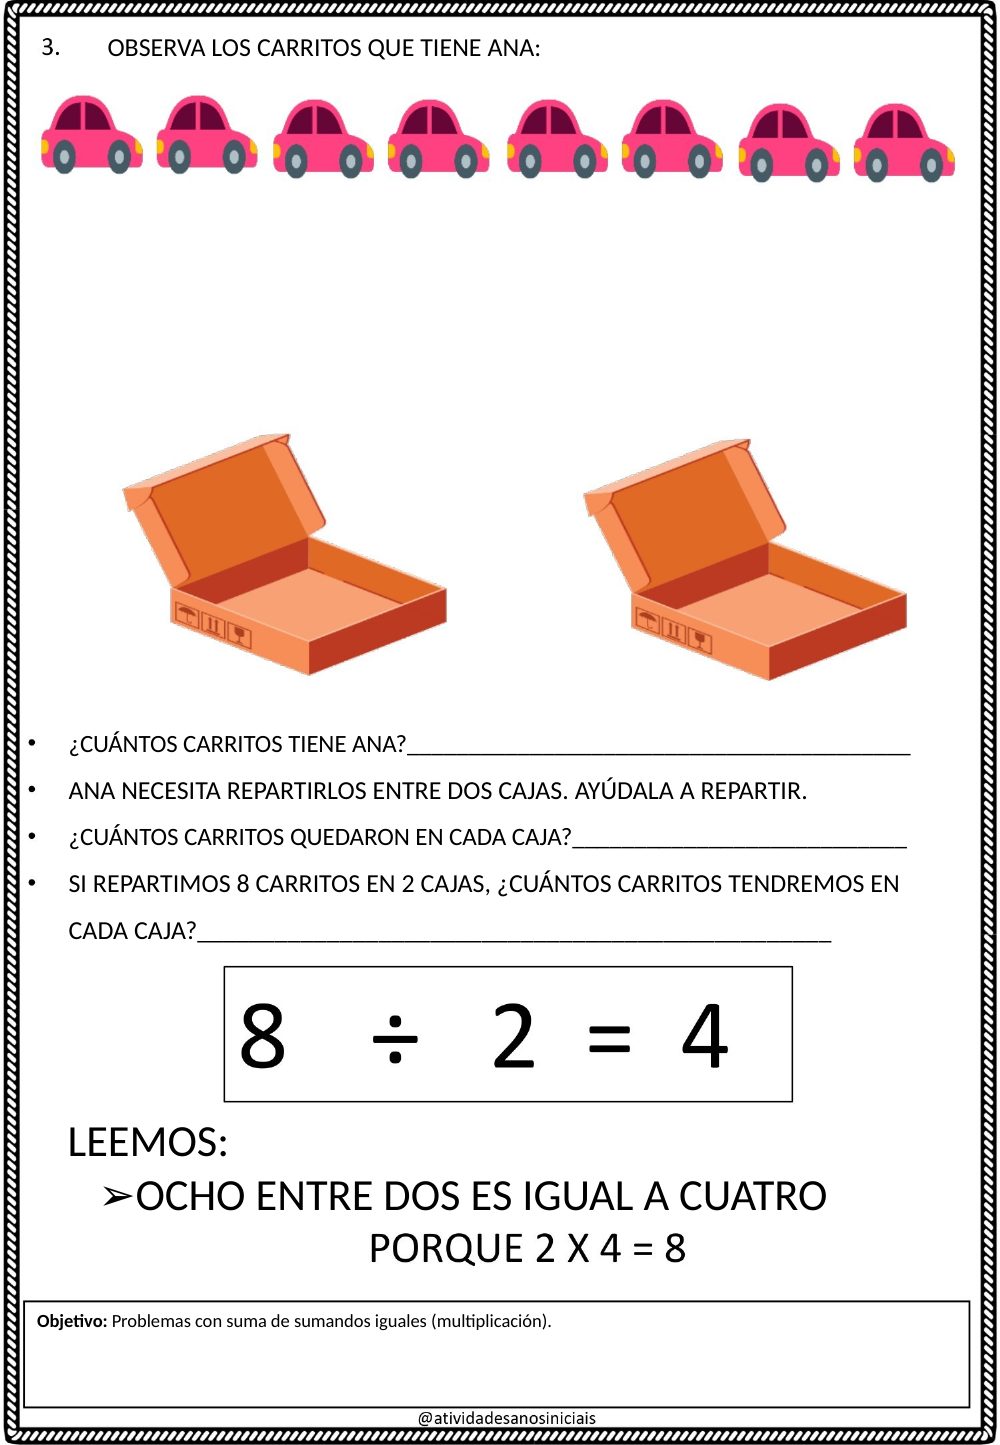 3. OBSERVA LOS CARRITOS QUE TIENE ANA:
• ¿CUÁNTOS CARRITOS TIENE ANA?__________________________________________
• ANA NECESITA REPARTIRLOS ENTRE DOS CAJAS. AYÚDALA A REPARTIR.
• ¿CUÁNTOS CARRITOS QUEDARON EN CADA CAJA?____________________________
• SI REPARTIMOS 8 CARRITOS EN 2 CAJAS, ¿CUÁNTOS CARRITOS TENDREMOS EN
CADA CAJA?_____________________________________________________
8 ÷ 2 = 4
LEEMOS:
➢OCHO ENTRE DOS ES IGUAL A CUATRO
PORQUE 2 X 4 = 8
Objetivo: Problemas con suma de sumandos iguales (multiplicación).
@atividadesanosiniciais